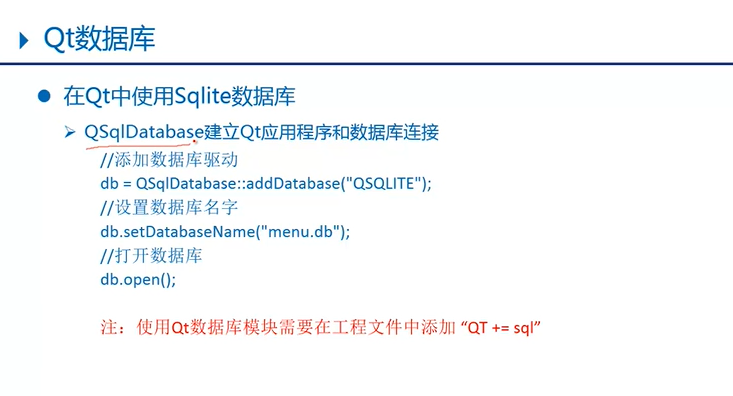 Qt数据库
在Qt中使用Sqlite数据库
QSqlDatabase建立Qt应用程序和数据库连接
//添加数据库驱动
db = QSqlDatabase::addDatabase("QSQLITE");
//设置数据库名字
db.setDatabaseName("menu.db");
//打开数据库
db.open();
注：使用Qt数据库模块需要在工程文件中添加 “QT += sql”